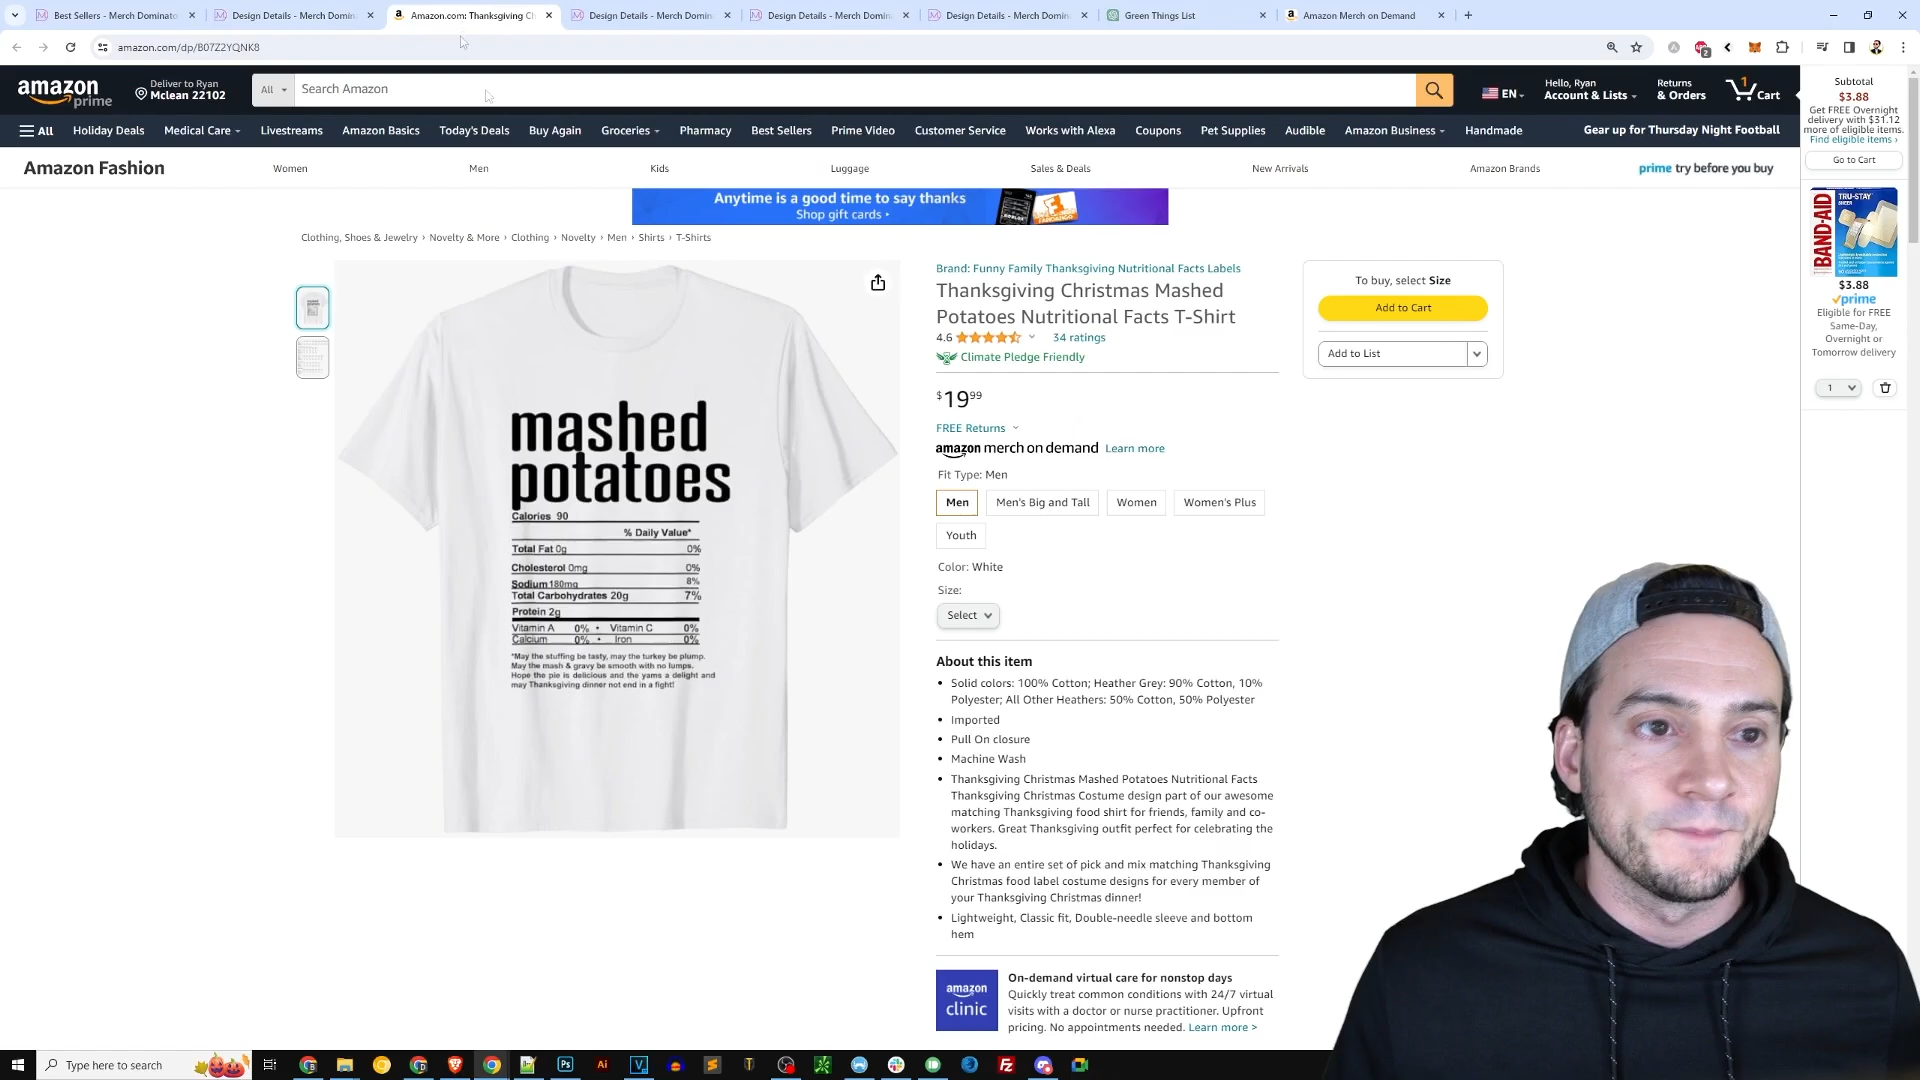 Best Sellers - Merch Dominato
Design Details - Merch Domin
Amazon.com: Thanksgiving Ch
Design Details - Merch Domin
Design Details - Merch Domin
Design Details - Merch Domin
Green Things List
Amazon Merch on Demand
amazon.com/dp/B07Z2YQNK8
amazon prime
Deliver to Ryan
Mclean 22102
All
Search Amazon
EN
Hello, Ryan
Account & Lists
Returns
& Orders
1
Cart
All
Holiday Deals
Medical Care
Livestreams
Amazon Basics
Today's Deals
Buy Again
Groceries
Pharmacy
Best Sellers
Prime Video
Customer Service
Works with Alexa
Coupons
Pet Supplies
Audible
Amazon Business
Handmade
Gear up for Thursday Night Football
Amazon Fashion
Women
Men
Kids
Luggage
Sales & Deals
New Arrivals
Amazon Brands
prime try before you buy
Anytime is a good time to say thanks
Shop gift cards ▸
Clothing, Shoes & Jewelry › Novelty & More › Clothing › Novelty › Men › Shirts › T-Shirts
mashed
potatoes
Calories 90
% Daily Value*
Total Fat 0g 0%
Cholesterol 0mg 0%
Sodium 180mg 8%
Total Carbohydrates 20g 7%
Protein 2g
Vitamin A 0% • Vitamin C 0%
Calcium 0% • Iron 0%
*May the stuffing be tasty, may the turkey be plump.
May the mash & gravy be smooth with no lumps.
Hope the pie is delicious and the yams a delight and
may Thanksgiving dinner not end in a fight!
Brand: Funny Family Thanksgiving Nutritional Facts Labels
Thanksgiving Christmas Mashed
Potatoes Nutritional Facts T-Shirt
4.6
34 ratings
Climate Pledge Friendly
$19.99
FREE Returns
amazon merch on demand Learn more
Fit Type: Men
Men
Men's Big and Tall
Women
Women's Plus
Youth
Color: White
Size:
Select
About this item
• Solid colors: 100% Cotton; Heather Grey: 90% Cotton, 10%
Polyester; All Other Heathers: 50% Cotton, 50% Polyester
• Imported
• Pull On closure
• Machine Wash
• Thanksgiving Christmas Mashed Potatoes Nutritional Facts
Thanksgiving Christmas Costume design part of our awesome
matching Thanksgiving food shirt for friends, family and co-
workers. Great Thanksgiving outfit perfect for celebrating the
holidays.
• We have an entire set of pick and mix matching Thanksgiving
Christmas food label costume designs for every member of
your Thanksgiving Christmas dinner!
• Lightweight, Classic fit, Double-needle sleeve and bottom
hem
amazon
clinic
On-demand virtual care for nonstop days
Quickly treat common conditions with 24/7 virtual
visits with a doctor or nurse practitioner. Upfront
pricing. No appointments needed. Learn more >
To buy, select Size
Add to Cart
Add to List
Subtotal
$3.88
Get FREE Overnight
delivery with $31.12
more of eligible items.
Find eligible items ›
Go to Cart
BAND-AID
TRU-STAY
SHEER
$3.88
prime
Eligible for FREE
Same-Day,
Overnight or
Tomorrow delivery
1
Type here to search